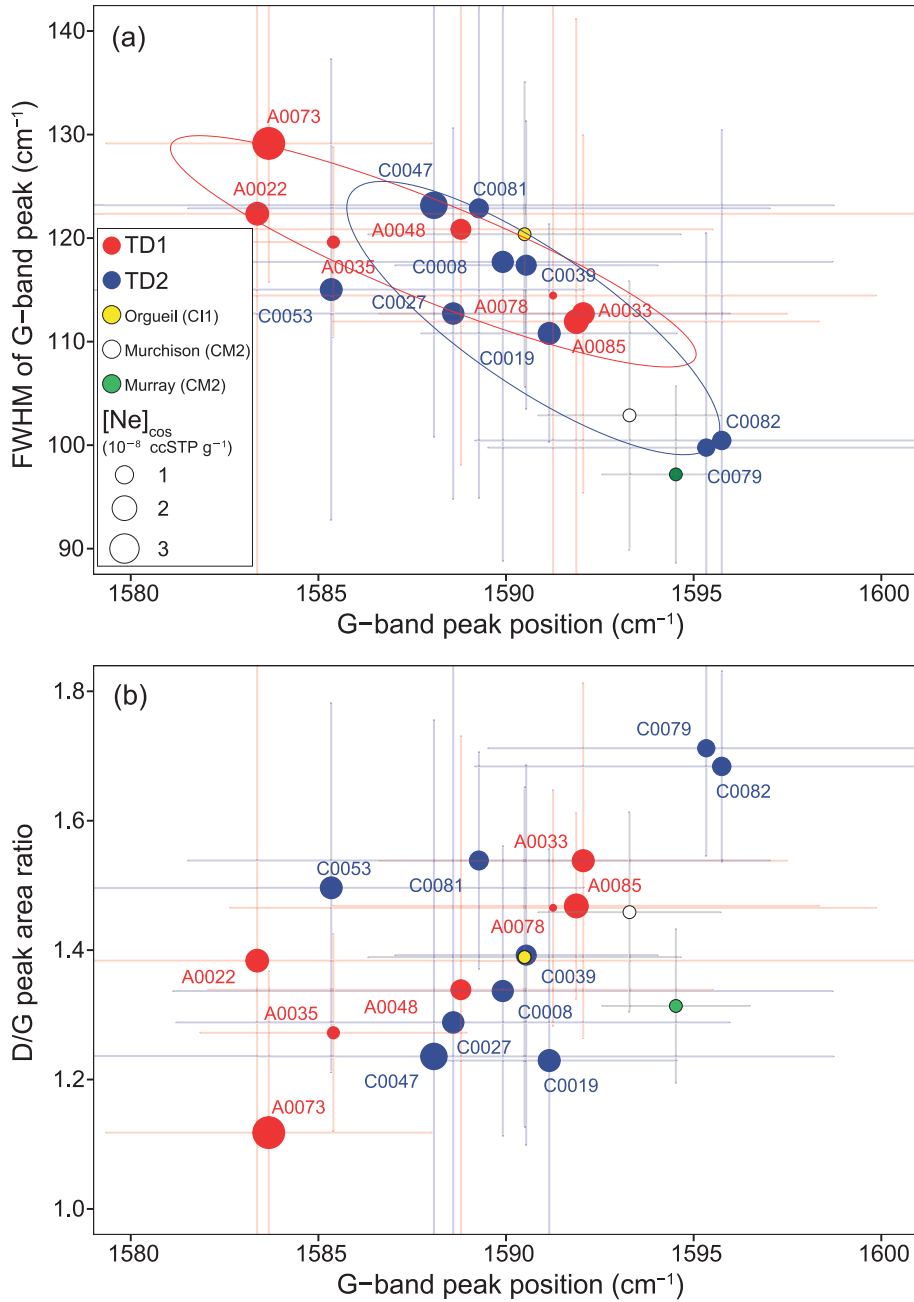 (a)
140
130
120
110
100
90
FWHM of G-band peak (cm⁻¹)
A0073
C0047
C0081
A0022
A0048
A0035
C0008
C0039
C0053
C0027
A0078
A0033
C0019
A0085
C0082
C0079
TD1
TD2
Orgueil (CI1)
Murchison (CM2)
Murray (CM2)
[Ne]cos
(10⁻⁸ ccSTP g⁻¹)
1
2
3
1580 1585 1590 1595 1600
G−band peak position (cm⁻¹)
(b)
1.8
1.6
1.4
1.2
1.0
D/G peak area ratio
C0079
C0082
A0033
C0053
C0081
A0085
A0078
A0022
C0039
A0035
A0048
C0008
C0027
C0047
C0019
A0073
1580 1585 1590 1595 1600
G−band peak position (cm⁻¹)